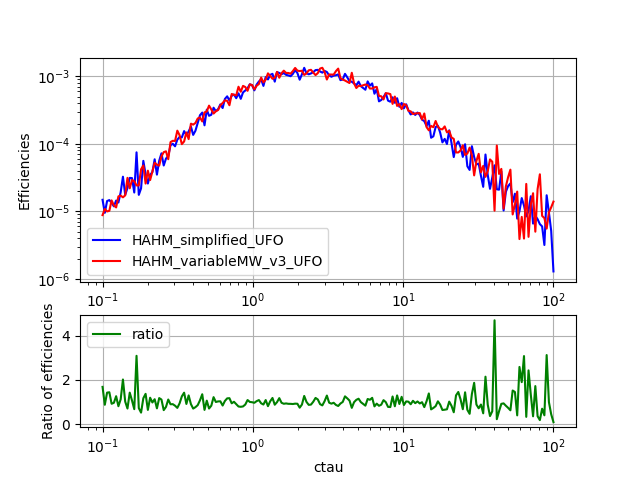 Efficiencies
10⁻³
10⁻⁴
10⁻⁵
10⁻⁶
HAHM_simplified_UFO
HAHM_variableMW_v3_UFO
10⁻¹ 10⁰ 10¹ 10²
Ratio of efficiencies
4
2
0
ratio
10⁻¹ 10⁰ 10¹ 10²
ctau